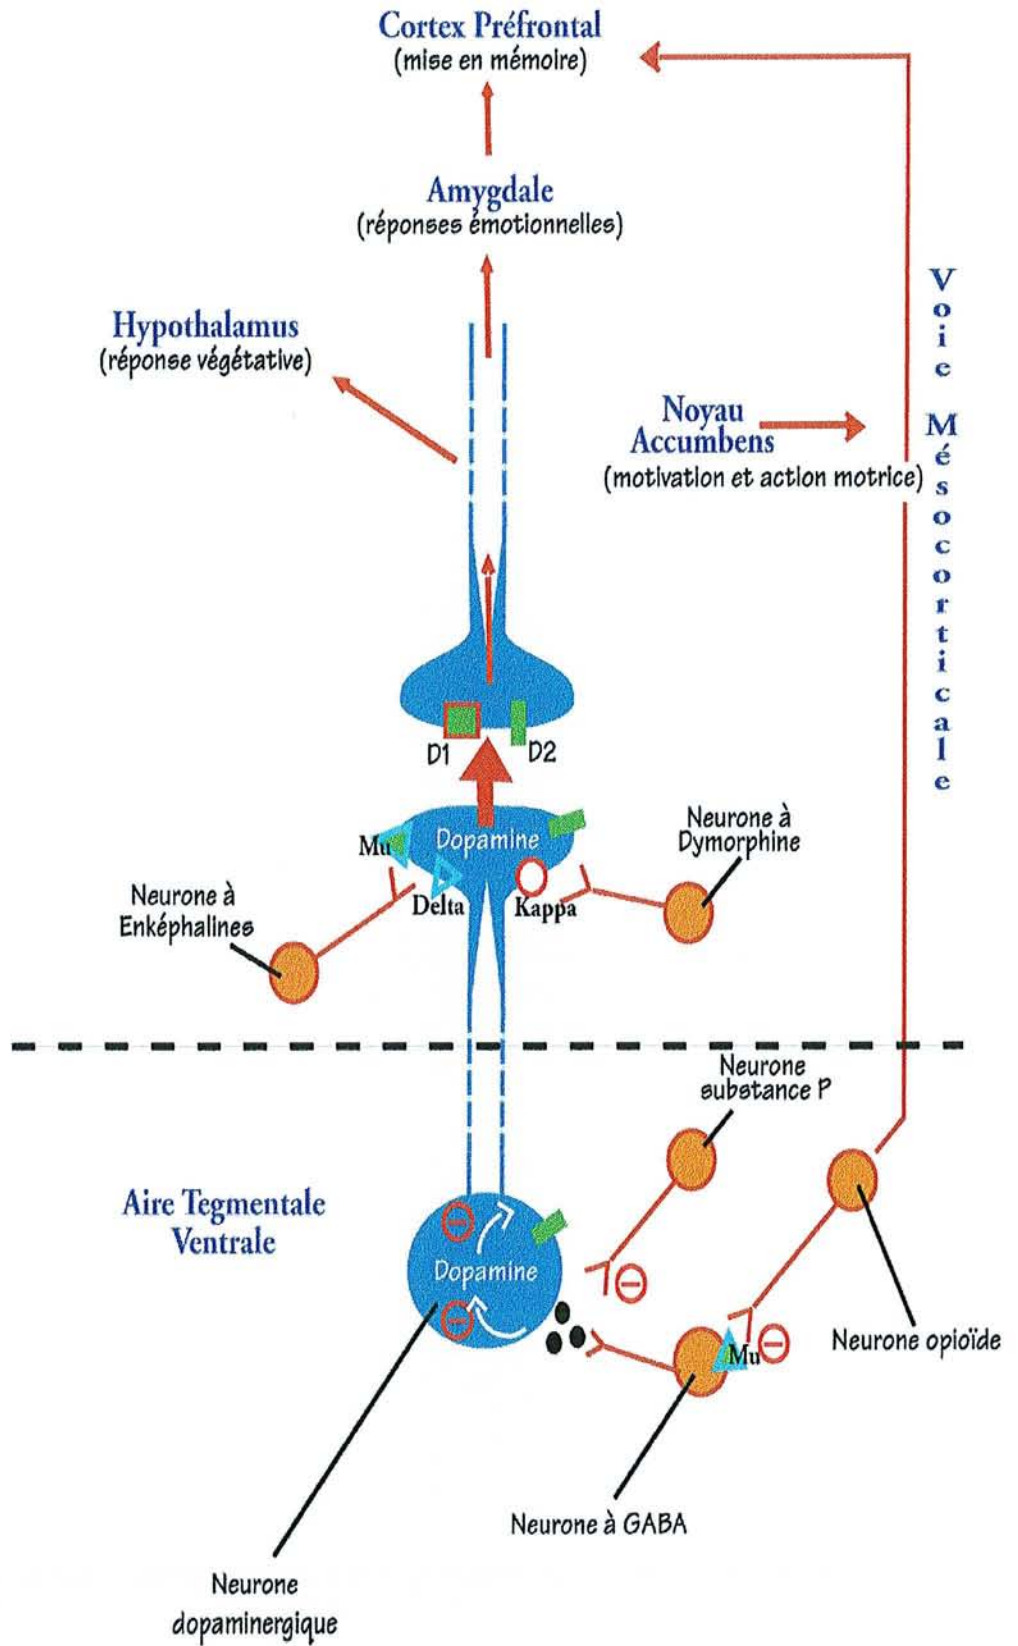 Cortex Préfrontal
(mise en mémoire)
Amygdale
(réponses émotionnelles)
Hypothalamus
(réponse végétative)
Noyau
Accumbens
(motivation et action motrice)
Voie Mésocorticale
D1
D2
Dopamine
Mu
Delta
Kappa
Neurone à
Dymorphine
Neurone à
Enképhalines
Neurone
substance P
Aire Tegmentale
Ventrale
Dopamine
Mu
Neurone opioïde
Neurone à GABA
Neurone
dopaminergique